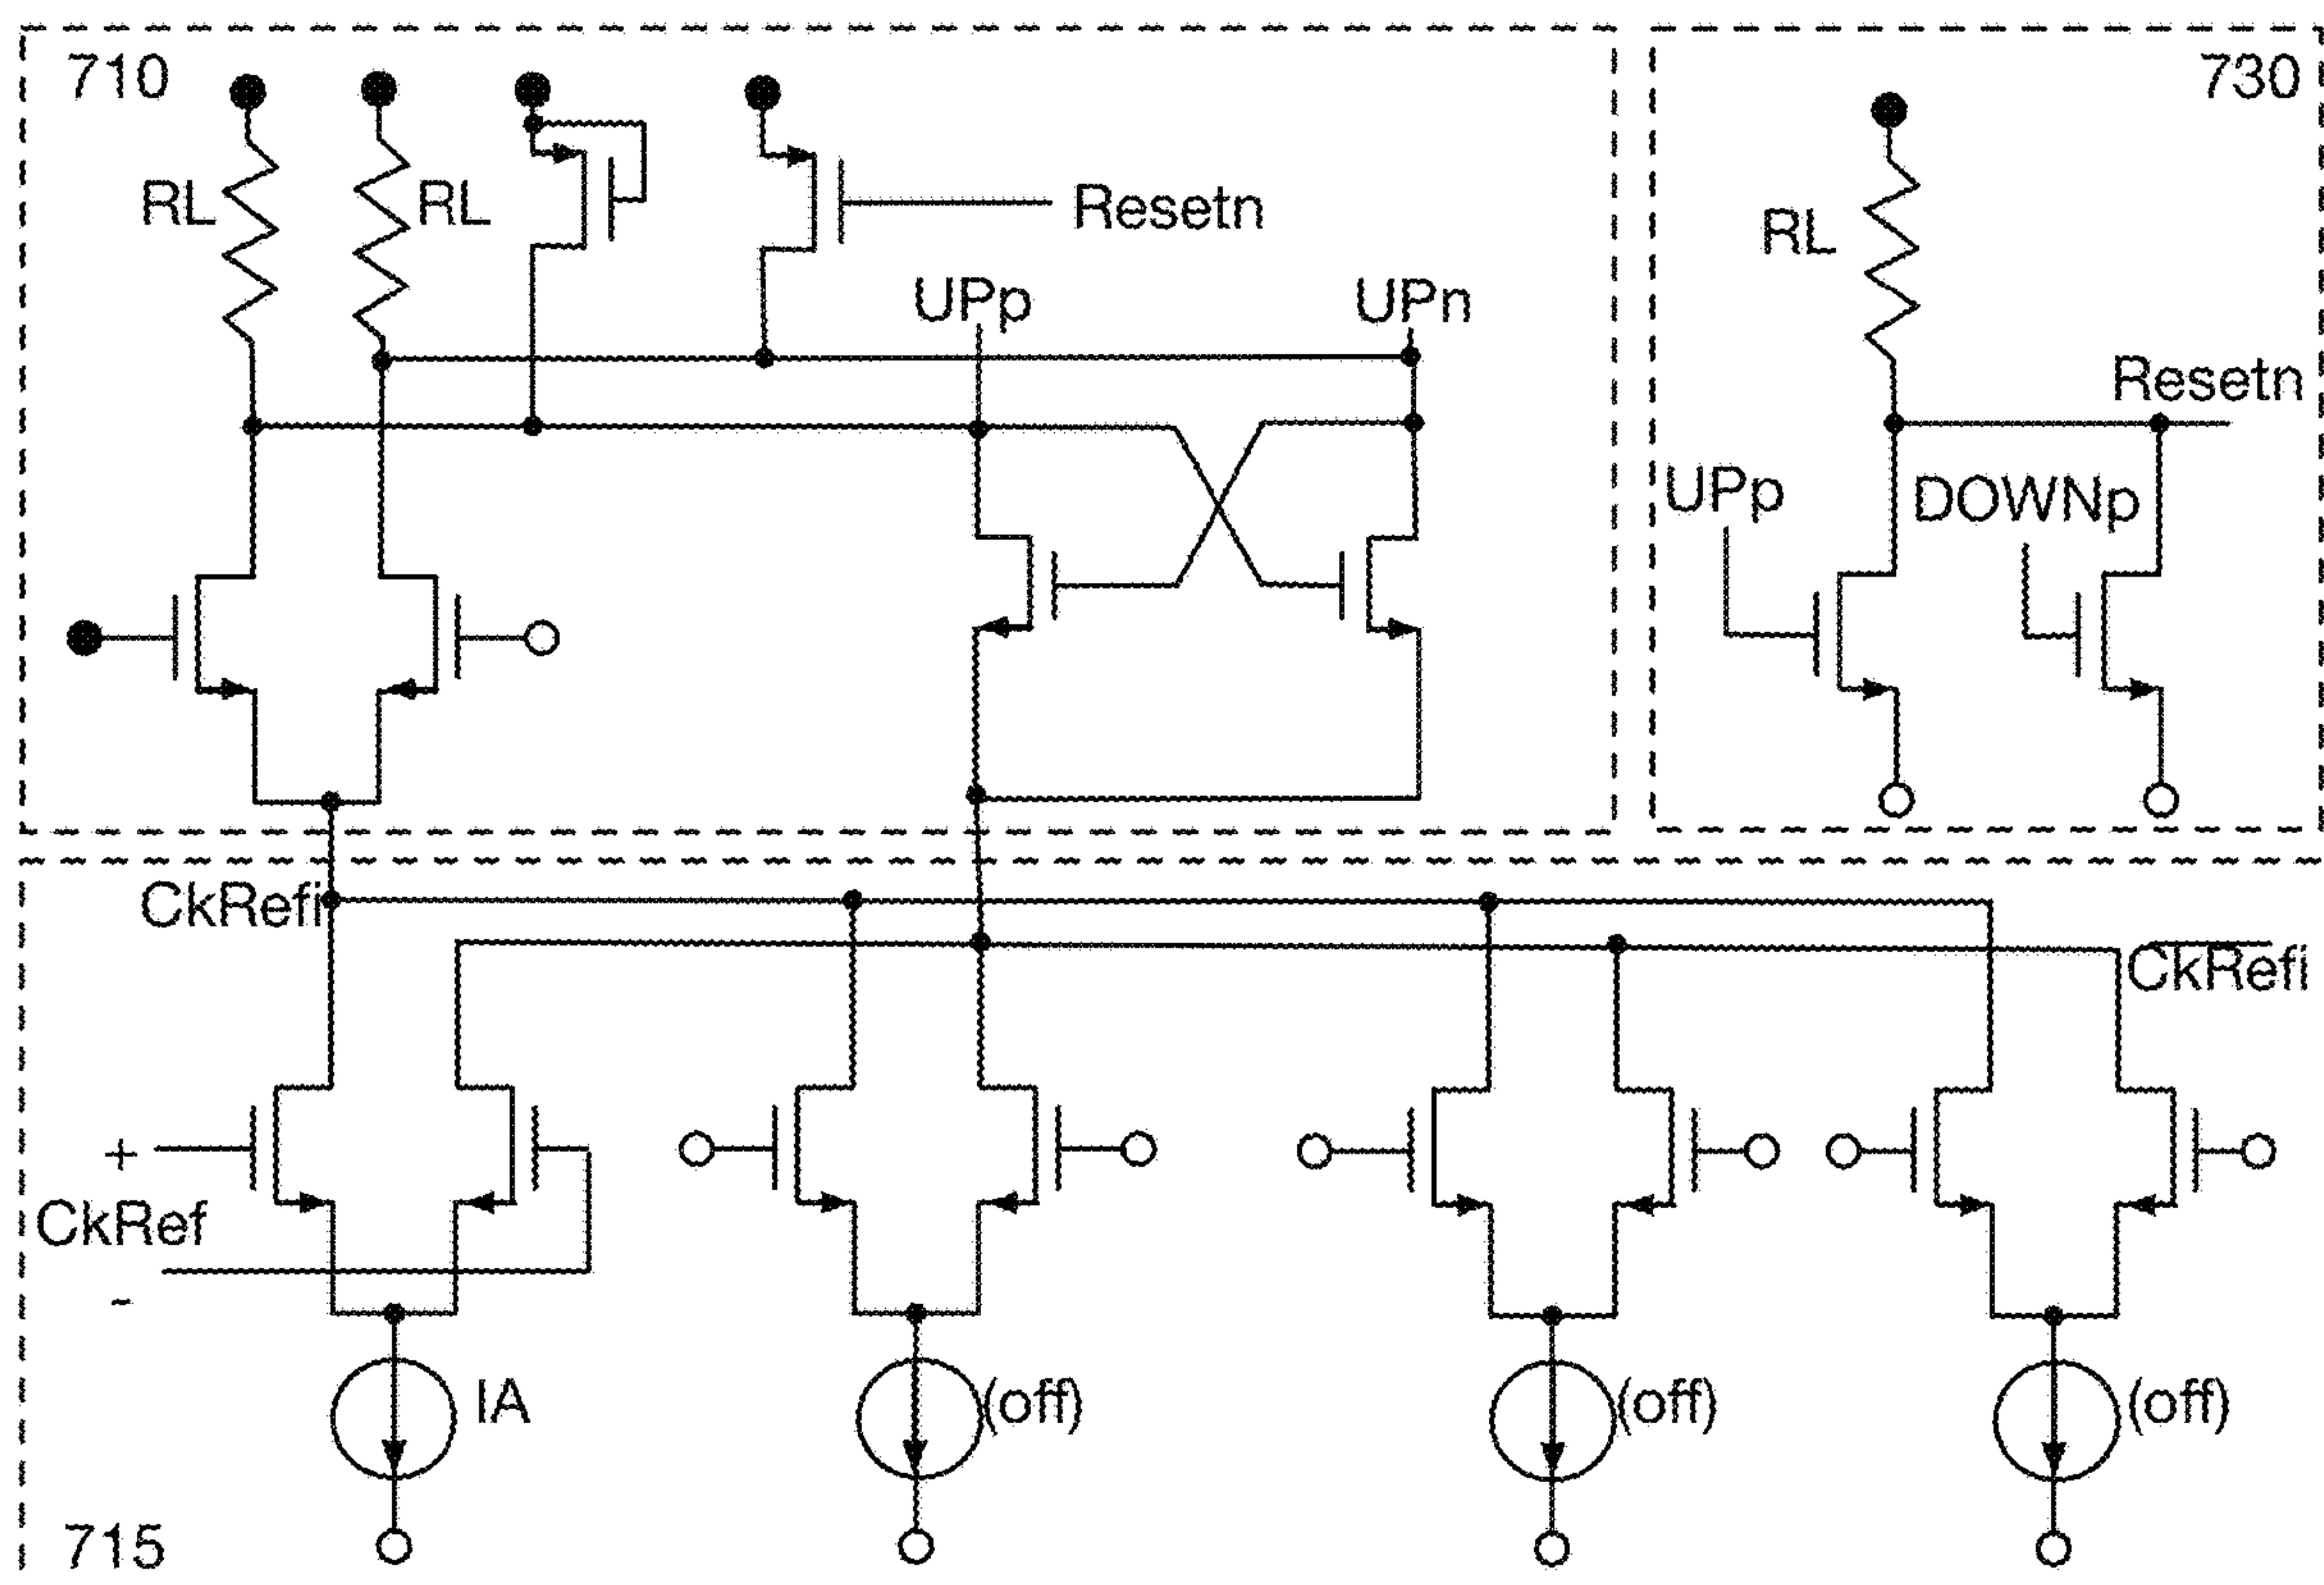 710
730
RL
RL
Resetn
RL
UPp
UPn
Resetn
UPp
DOWNp
CkRefi
CkRefi
+
CkRef
-
IA
(off)
(off)
(off)
715